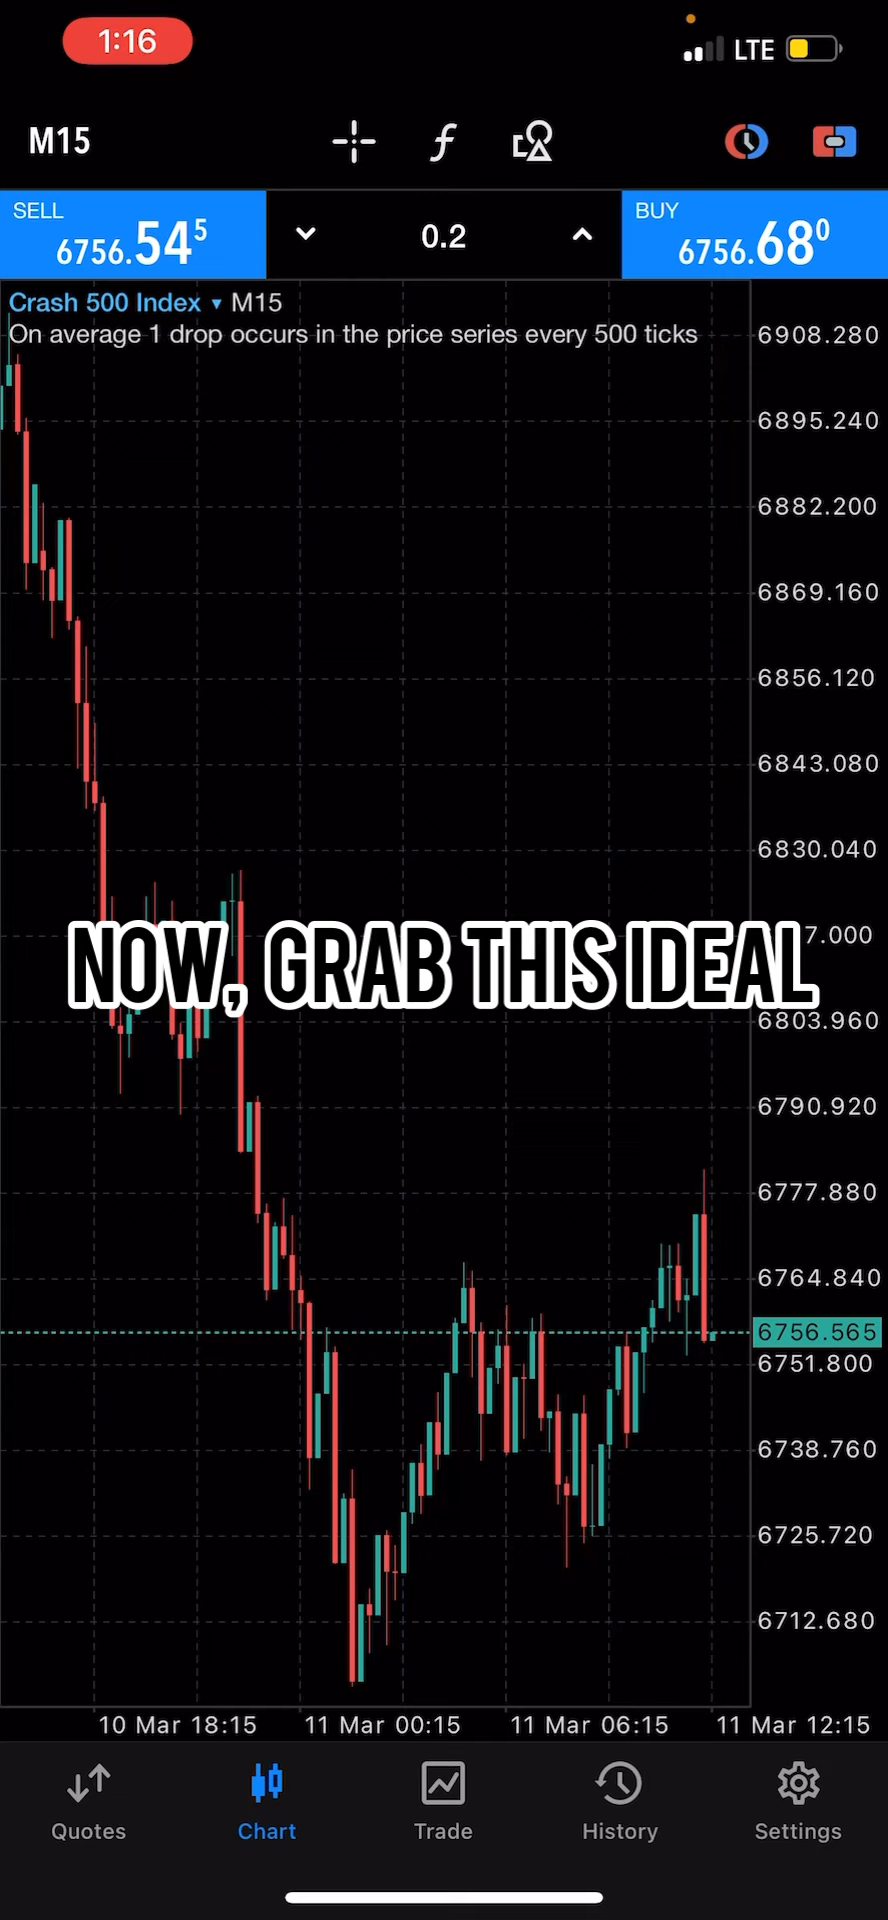 1:16
LTE
M15
SELL
6756.545
0.2
BUY
6756.680
Crash 500 Index ▾ M15
On average 1 drop occurs in the price series every 500 ticks
6908.280
6895.240
6882.200
6869.160
6856.120
6843.080
6830.040
7.000
NOW, GRAB THIS IDEAL
6803.960
6790.920
6777.880
6764.840
6756.565
6751.800
6738.760
6725.720
6712.680
10 Mar 18:15
11 Mar 00:15
11 Mar 06:15
11 Mar 12:15
Quotes
Chart
Trade
History
Settings